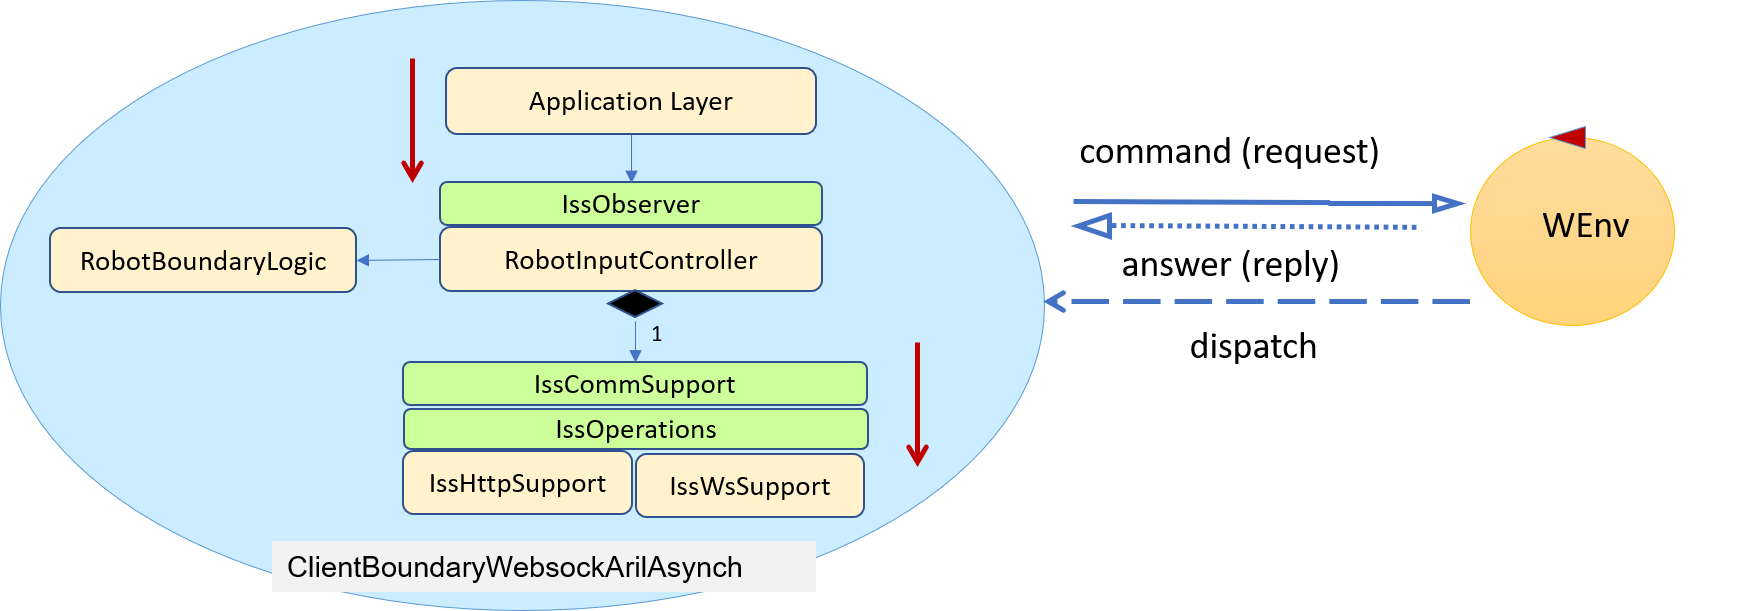 Application Layer
command (request)
IssObserver
WEnv
RobotBoundaryLogic
RobotInputController
answer (reply)
1
dispatch
IssCommSupport
IssOperations
IssHttpSupport
IssWsSupport
ClientBoundaryWebsockArilAsynch